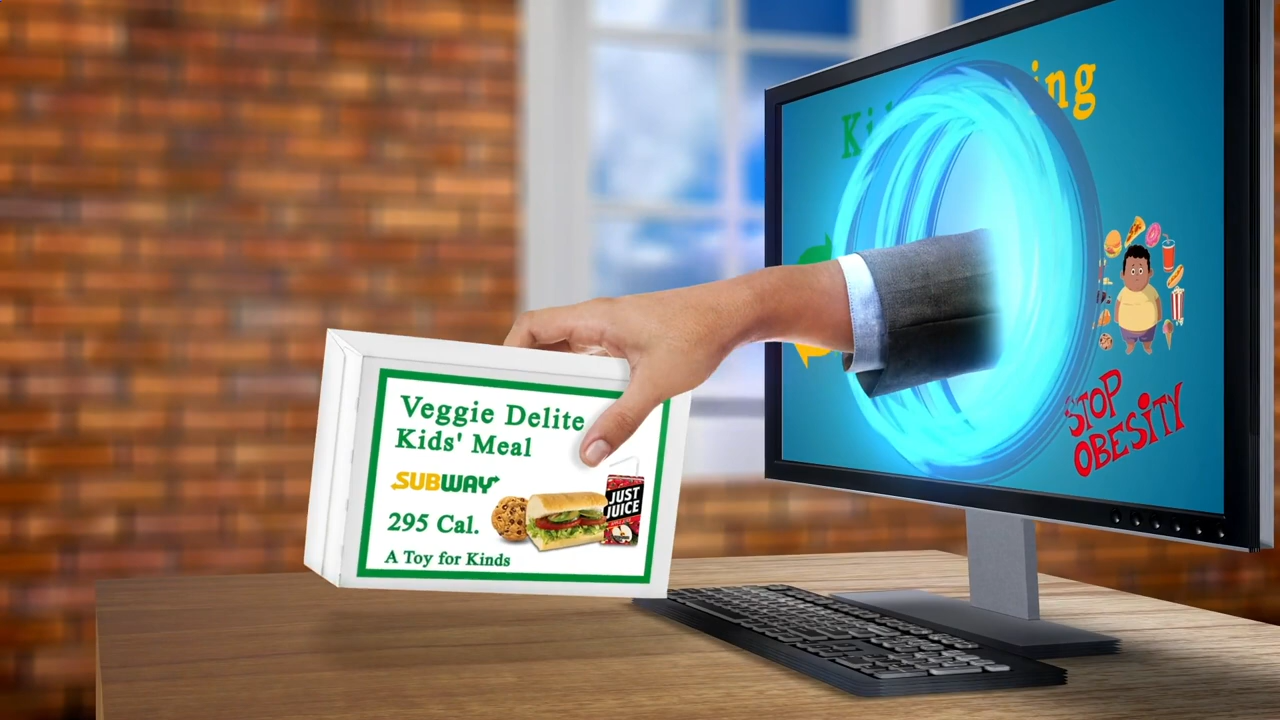 Veggie Delite
Kids' Meal
SUBWAY
295 Cal.
A Toy for Kinds
JUST
JUICE
STOP
OBESITY